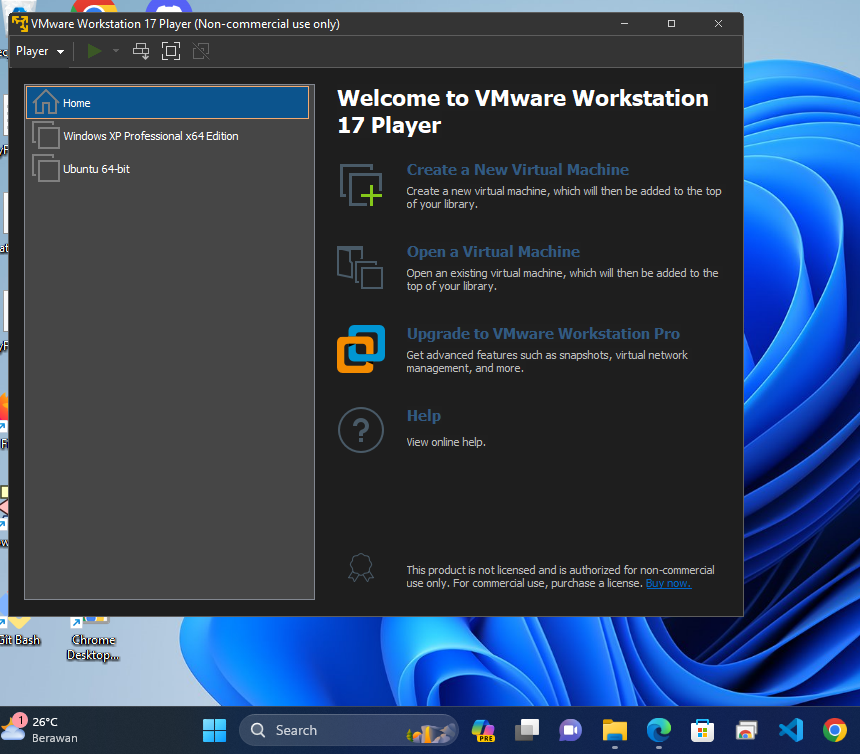 VMware Workstation 17 Player (Non-commercial use only)
Player
Home
Windows XP Professional x64 Edition
Ubuntu 64-bit
Welcome to VMware Workstation
17 Player
Create a New Virtual Machine
Create a new virtual machine, which will then be added to the top
of your library.
Open a Virtual Machine
Open an existing virtual machine, which will then be added to the
top of your library.
Upgrade to VMware Workstation Pro
Get advanced features such as snapshots, virtual network
management, and more.
?
Help
View online help.
This product is not licensed and is authorized for non-commercial
use only. For commercial use, purchase a license. Buy now.
Git Bash
Chrome
Desktop...
1
26°C
Berawan
Search
PRE